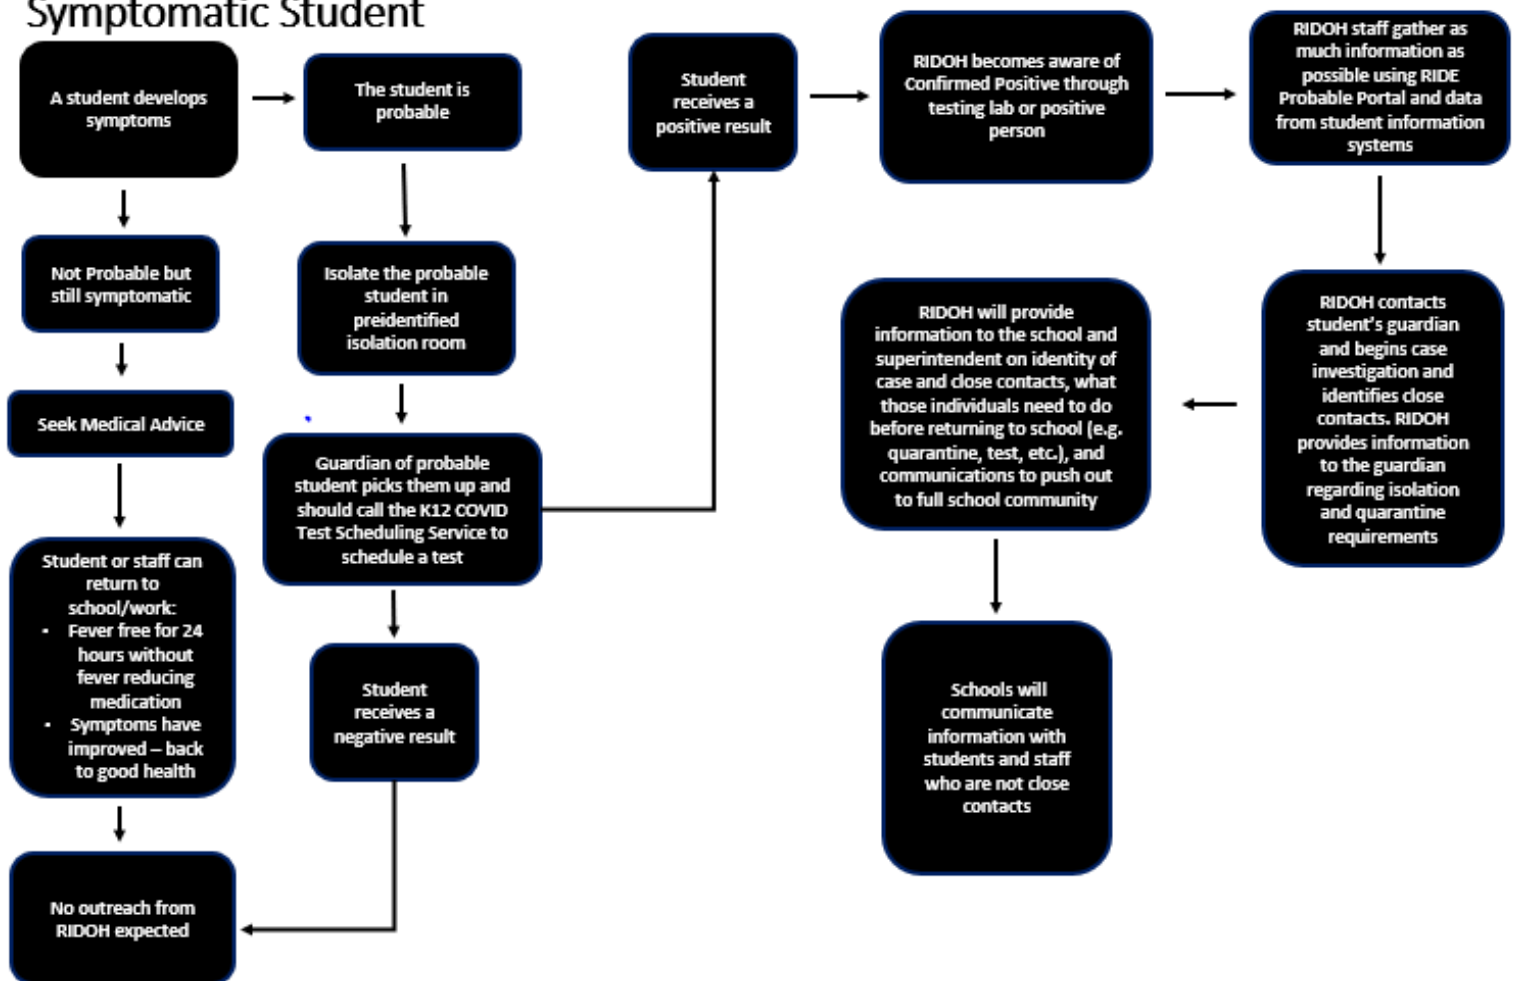 Symptomatic Student
A student develops
symptoms
The student is
probable
Student
receives a
positive result
RIDOH becomes aware of
Confirmed Positive through
testing lab or positive
person
RIDOH staff gather as
much information as
possible using RIDE
Probable Portal and data
from student information
systems
Not Probable but
still symptomatic
Isolate the probable
student in
preidentified
isolation room
RIDOH will provide
information to the school and
superintendent on identity of
case and close contacts, what
those individuals need to do
before returning to school (e.g.
quarantine, test, etc.), and
communications to push out
to full school community
RIDOH contacts
student's guardian
and begins case
investigation and
identifies close
contacts. RIDOH
provides information
to the guardian
regarding isolation
and quarantine
requirements
Seek Medical Advice
Guardian of probable
student picks them up and
should call the K12 COVID
Test Scheduling Service to
schedule a test
Student or staff can
return to
school/work:
• Fever free for 24
hours without
fever reducing
medication
• Symptoms have
improved – back
to good health
Student
receives a
negative result
Schools will
communicate
information with
students and staff
who are not close
contacts
No outreach from
RIDOH expected